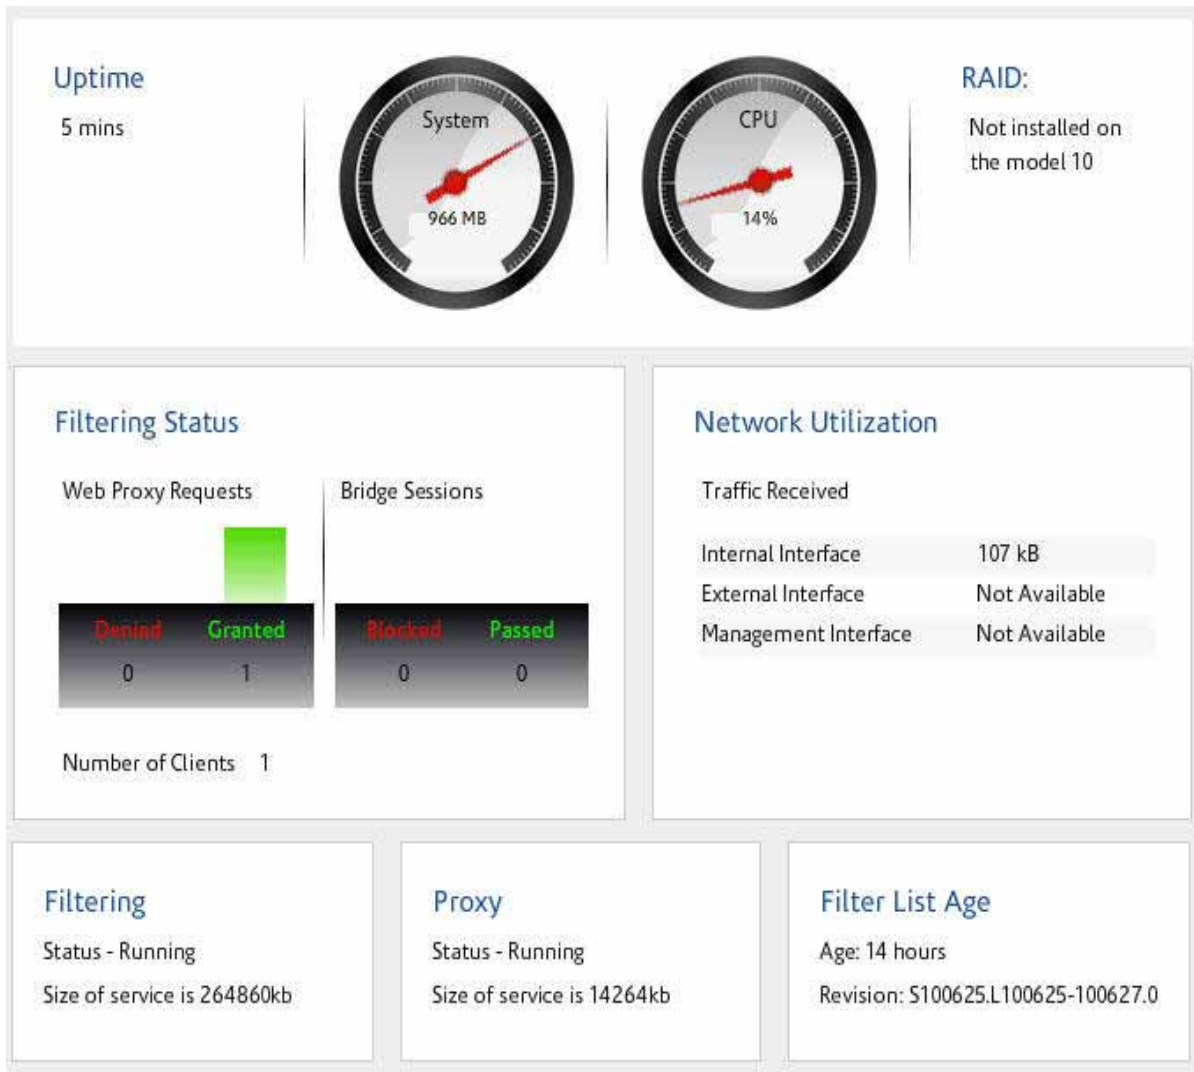 Uptime
5 mins
System
966 MB
CPU
14%
RAID:
Not installed on
the model 10
Filtering Status
Web Proxy Requests
Bridge Sessions
Denied Granted
0 1
Blocked Passed
0 0
Number of Clients 1
Network Utilization
Traffic Received
Internal Interface 107 kB
External Interface Not Available
Management Interface Not Available
Filtering
Status - Running
Size of service is 264860kb
Proxy
Status - Running
Size of service is 14264kb
Filter List Age
Age: 14 hours
Revision: S100625.L100625-100627.0